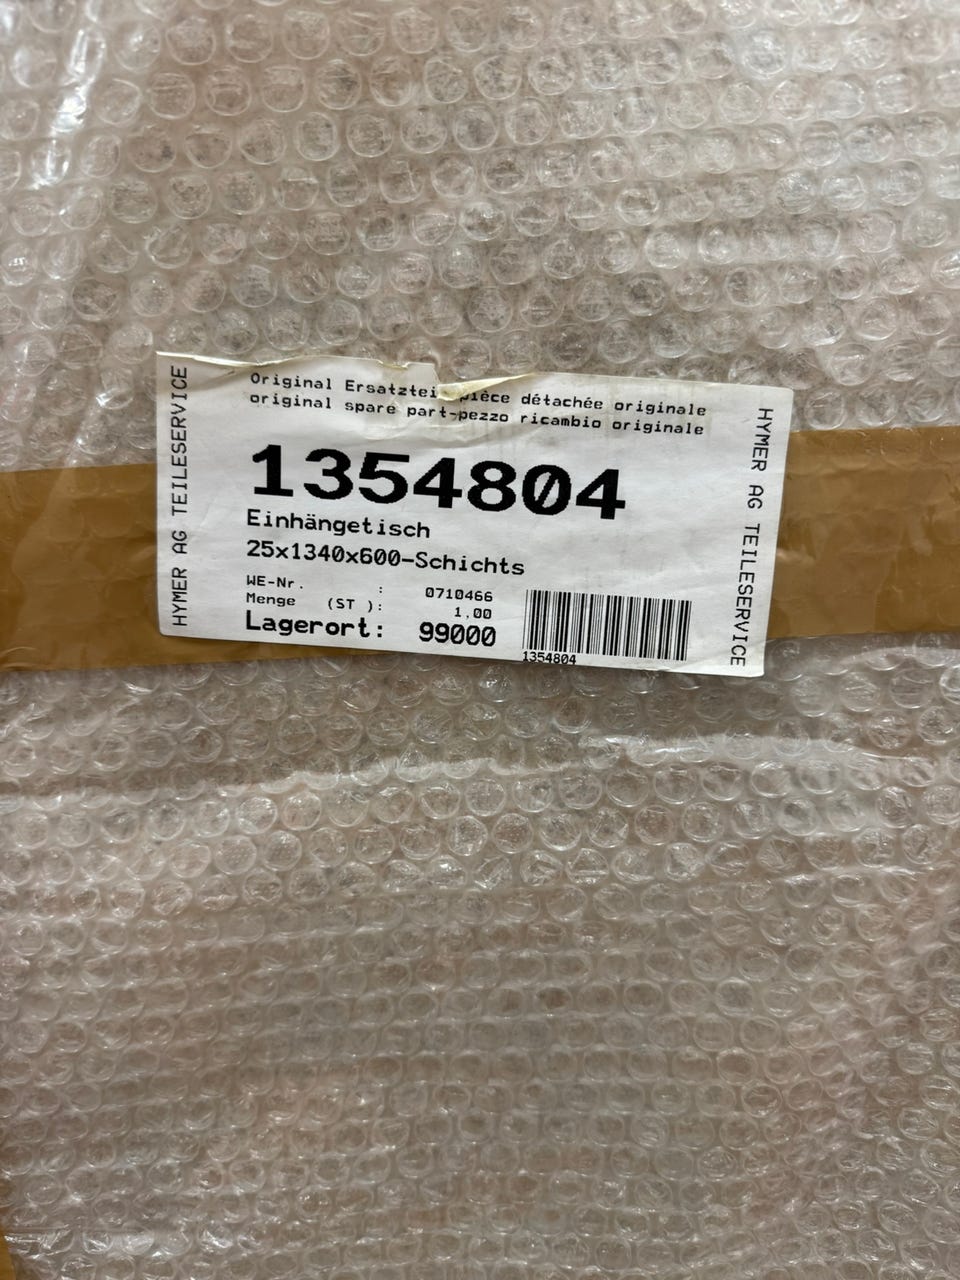 HYMER AG TEILESERVICE
Original Ersatztei pièce détachée originale
original spare part-pezzo ricambio originale
1354804
Einhängetisch
25x1340x600-Schichts
WE-Nr. : 0710466
Menge (ST ): 1,00
Lagerort: 99000
1354804
HYMER AG TEILESERVICE